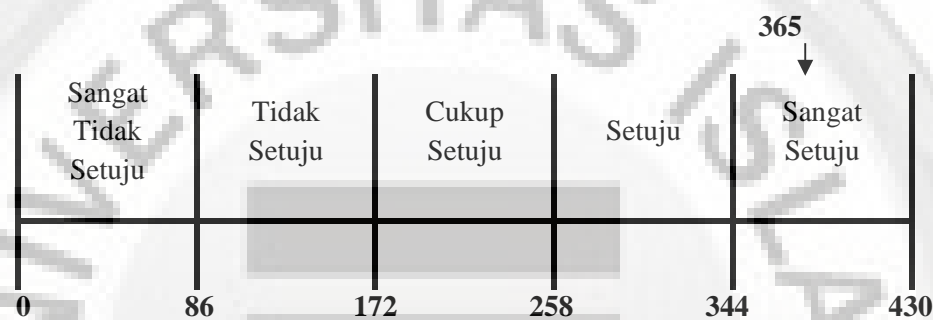 365
Sangat
Tidak
Setuju
Tidak
Setuju
Cukup
Setuju
Setuju
Sangat
Setuju
0 86 172 258 344 430